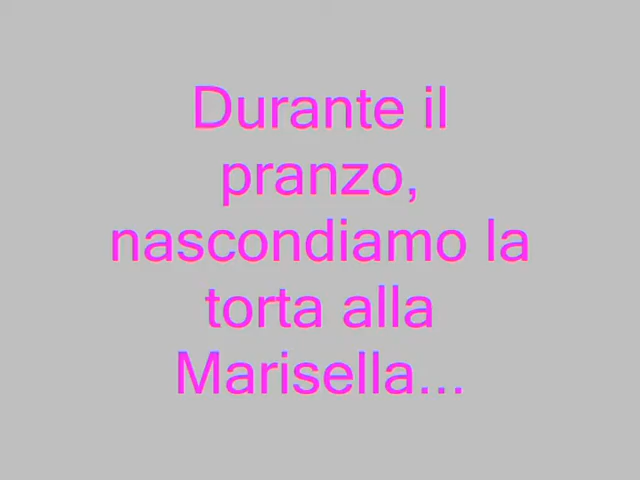 Durante il
pranzo,
nascondiamo la
torta alla
Marisella...